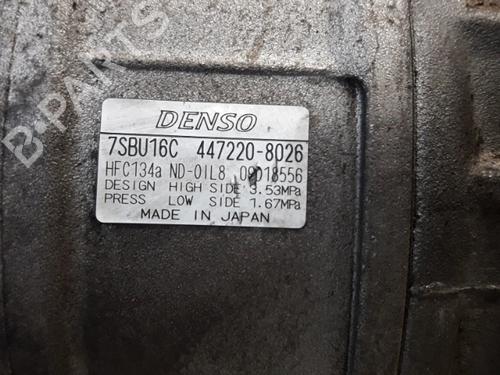 DENSO
7SBU16C 447220-8026
HFC134a ND-OIL8
DESIGN HIGH SIDE 3.53MPa
PRESS LOW SIDE 1.67MPa
MADE IN JAPAN
B-PARTS